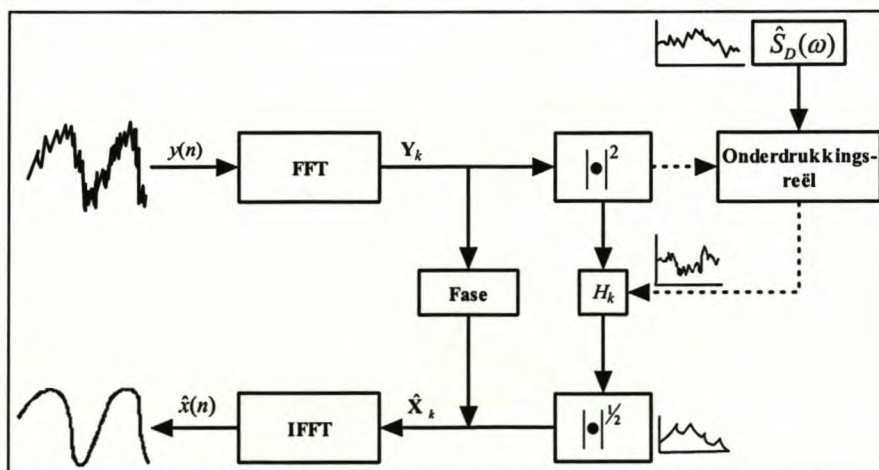 Ŝ_D(ω)
y(n)
FFT
Y_k
|●|²
Onderdrukkings-
reël
Fase
H_k
x̂(n)
IFFT
X̂_k
|●|^½